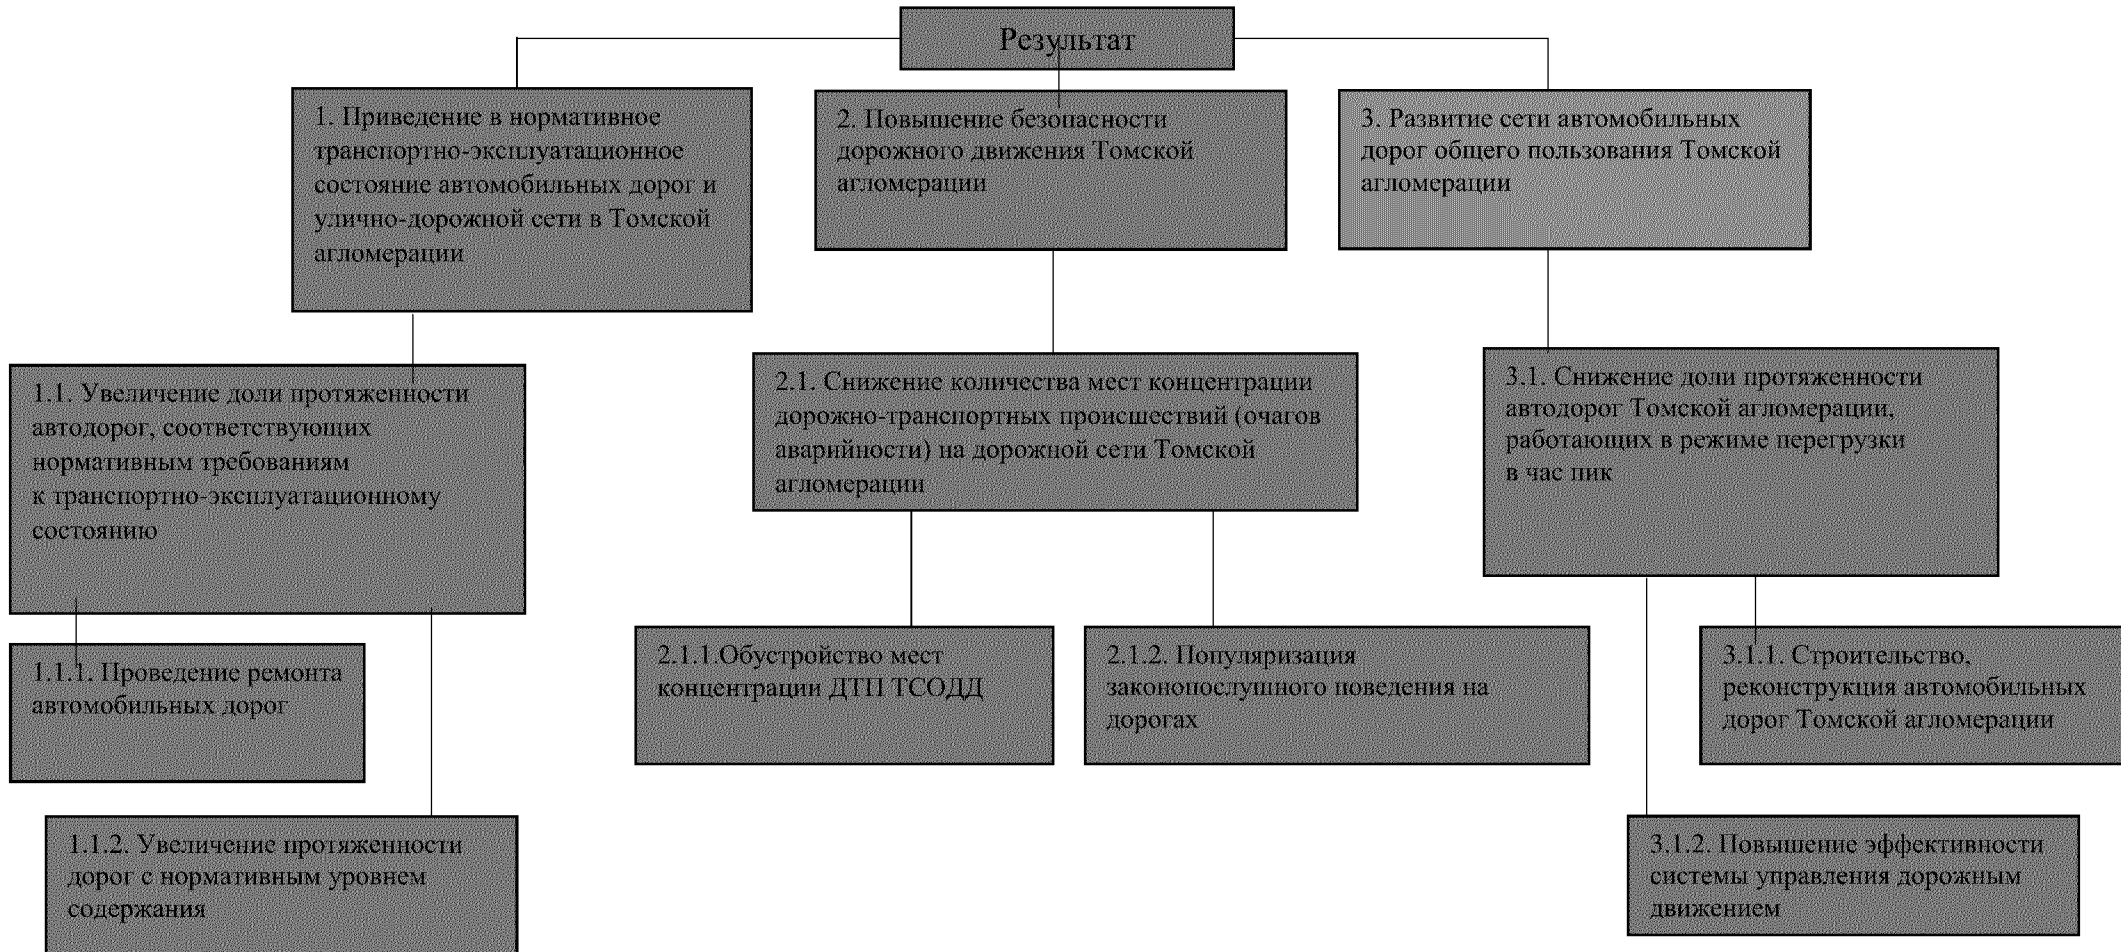 Результат
1. Приведение в нормативное
транспортно-эксплуатационное
состояние автомобильных дорог и
улично-дорожной сети в Томской
агломерации
2. Повышение безопасности
дорожного движения Томской
агломерации
3. Развитие сети автомобильных
дорог общего пользования Томской
агломерации
1.1. Увеличение доли протяженности
автодорог, соответствующих
нормативным требованиям
к транспортно-эксплуатационному
состоянию
2.1. Снижение количества мест концентрации
дорожно-транспортных происшествий (очагов
аварийности) на дорожной сети Томской
агломерации
3.1. Снижение доли протяженности
автодорог Томской агломерации,
работающих в режиме перегрузки
в час пик
1.1.1. Проведение ремонта
автомобильных дорог
2.1.1.Обустройство мест
концентрации ДТП ТСОДД
2.1.2. Популяризация
законопослушного поведения на
дорогах
3.1.1. Строительство,
реконструкция автомобильных
дорог Томской агломерации
1.1.2. Увеличение протяженности
дорог с нормативным уровнем
содержания
3.1.2. Повышение эффективности
системы управления дорожным
движением